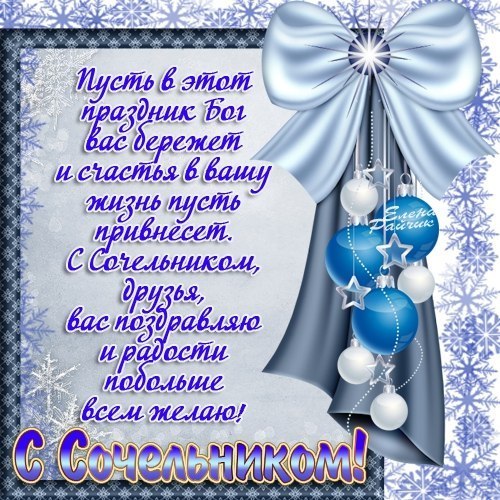 Пусть в этот
праздник Бог
вас бережет
и счастья в вашу
жизнь пусть
привнесет.
С Сочельником,
друзья,
вас поздравляю
и радости
побольше
всем желаю!
Елена
Райчик
С Сочельником!